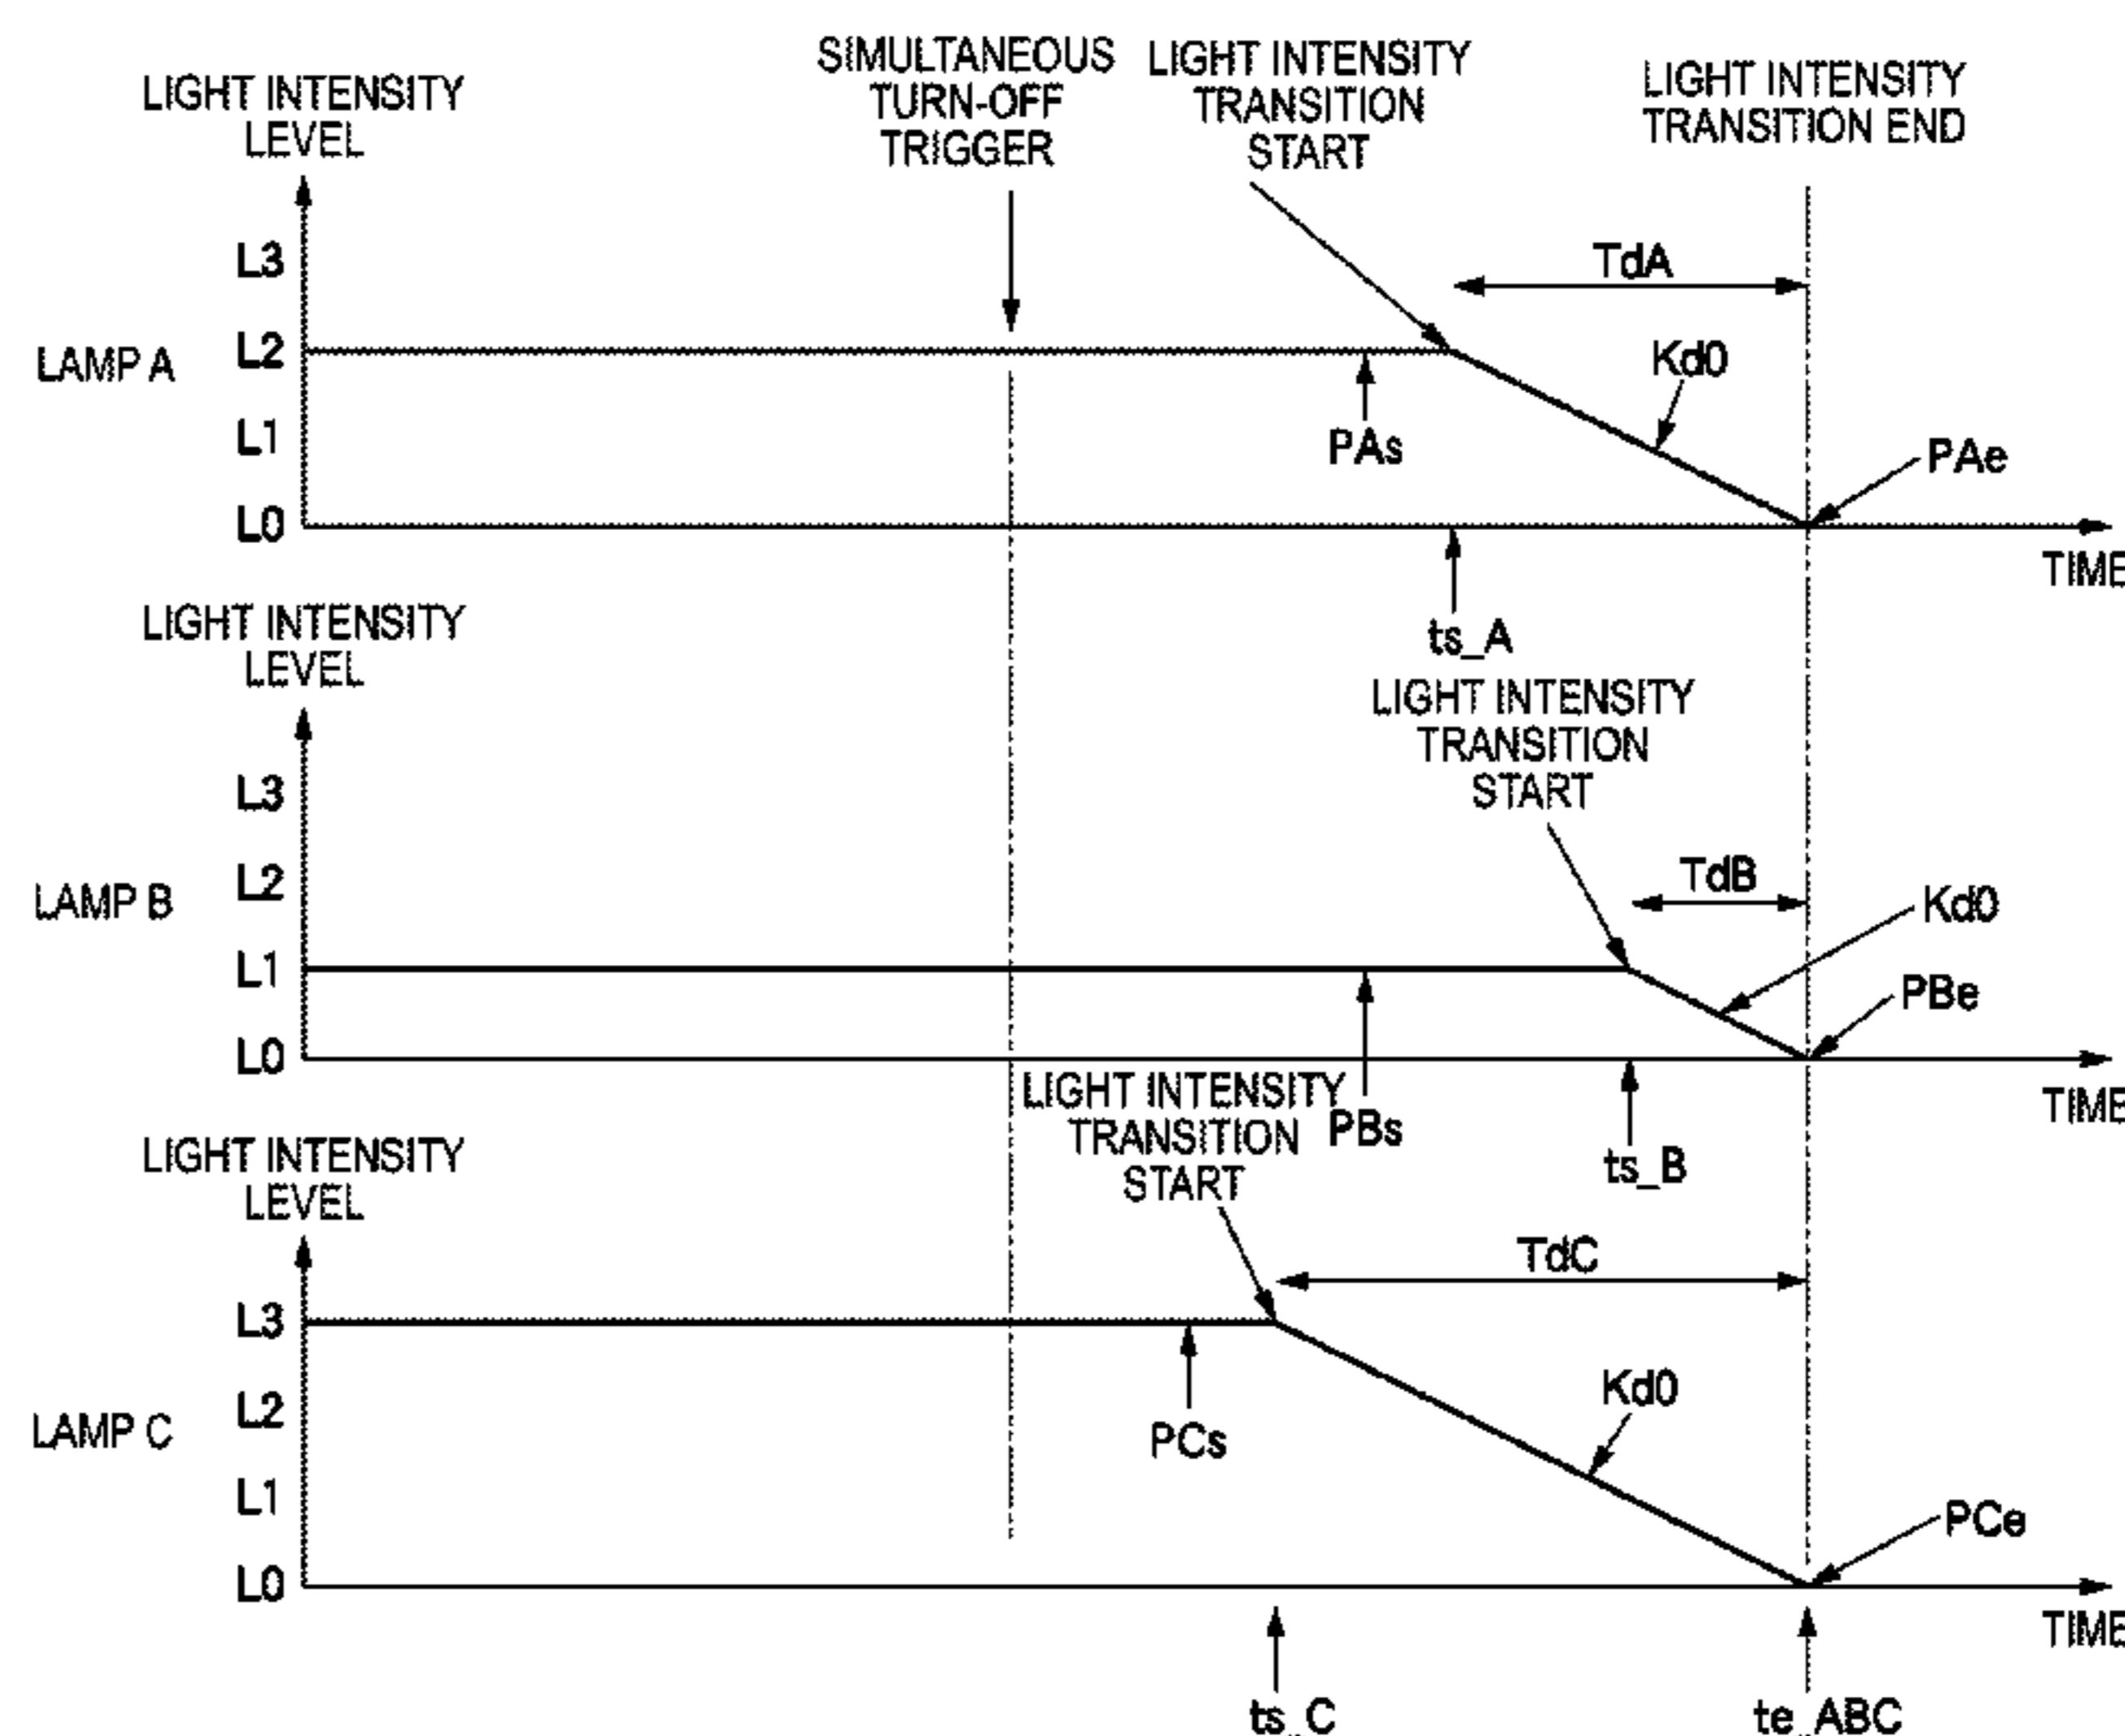 SIMULTANEOUS
TURN-OFF
TRIGGER
LIGHT INTENSITY
TRANSITION
START
LIGHT INTENSITY
TRANSITION END
LIGHT INTENSITY
LEVEL
L3
TdA
LAMP A
L2
Kd0
L1
PAs
PAe
L0
TIME
ts_A
LIGHT INTENSITY
LEVEL
LIGHT INTENSITY
TRANSITION
START
L3
LAMP B
L2
TdB
Kd0
L1
PBe
L0
TIME
PBs
ts_B
LIGHT INTENSITY
TRANSITION
START
LIGHT INTENSITY
LEVEL
TdC
L3
LAMP C
L2
PCs
Kd0
L1
PCe
L0
TIME
ts_C
te_ABC